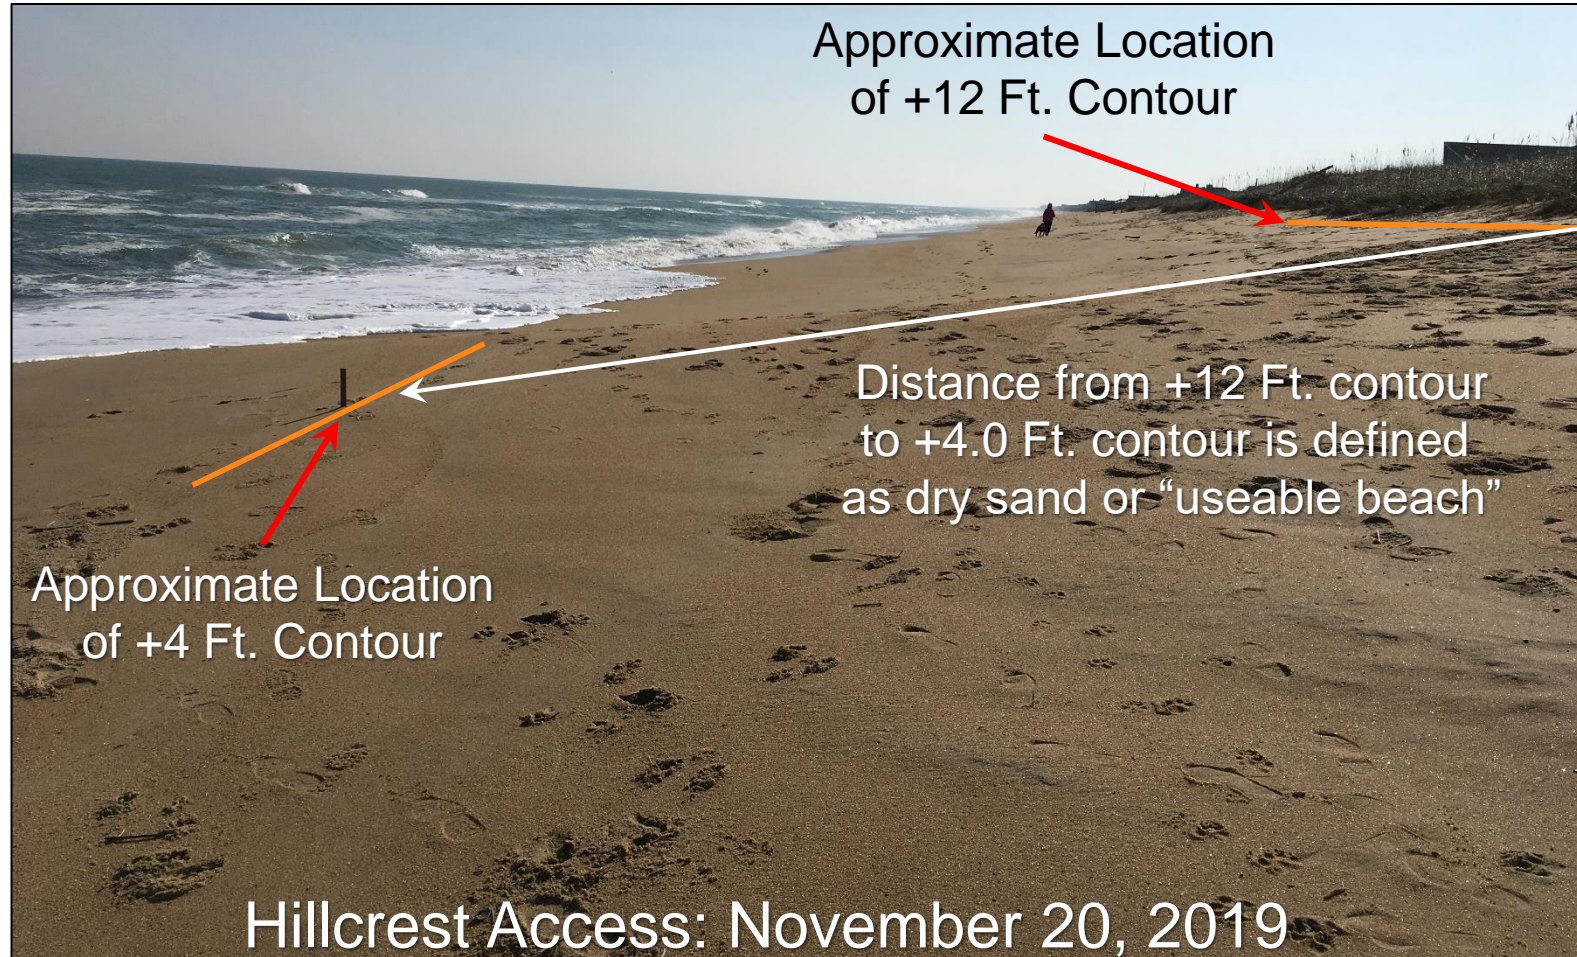 Approximate Location
of +12 Ft. Contour
Distance from +12 Ft. contour
to +4.0 Ft. contour is defined
as dry sand or “useable beach”
Approximate Location
of +4 Ft. Contour
Hillcrest Access: November 20, 2019